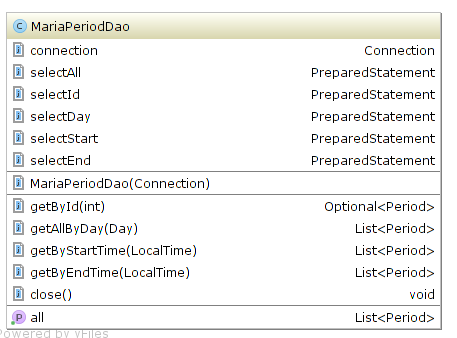 MariaPeriodDao
connection Connection
selectAll PreparedStatement
selectId PreparedStatement
selectDay PreparedStatement
selectStart PreparedStatement
selectEnd PreparedStatement
MariaPeriodDao(Connection)
getById(int) Optional<Period>
getAllByDay(Day) List<Period>
getByStartTime(LocalTime) List<Period>
getByEndTime(LocalTime) List<Period>
close() void
all List<Period>
Powered by yFiles